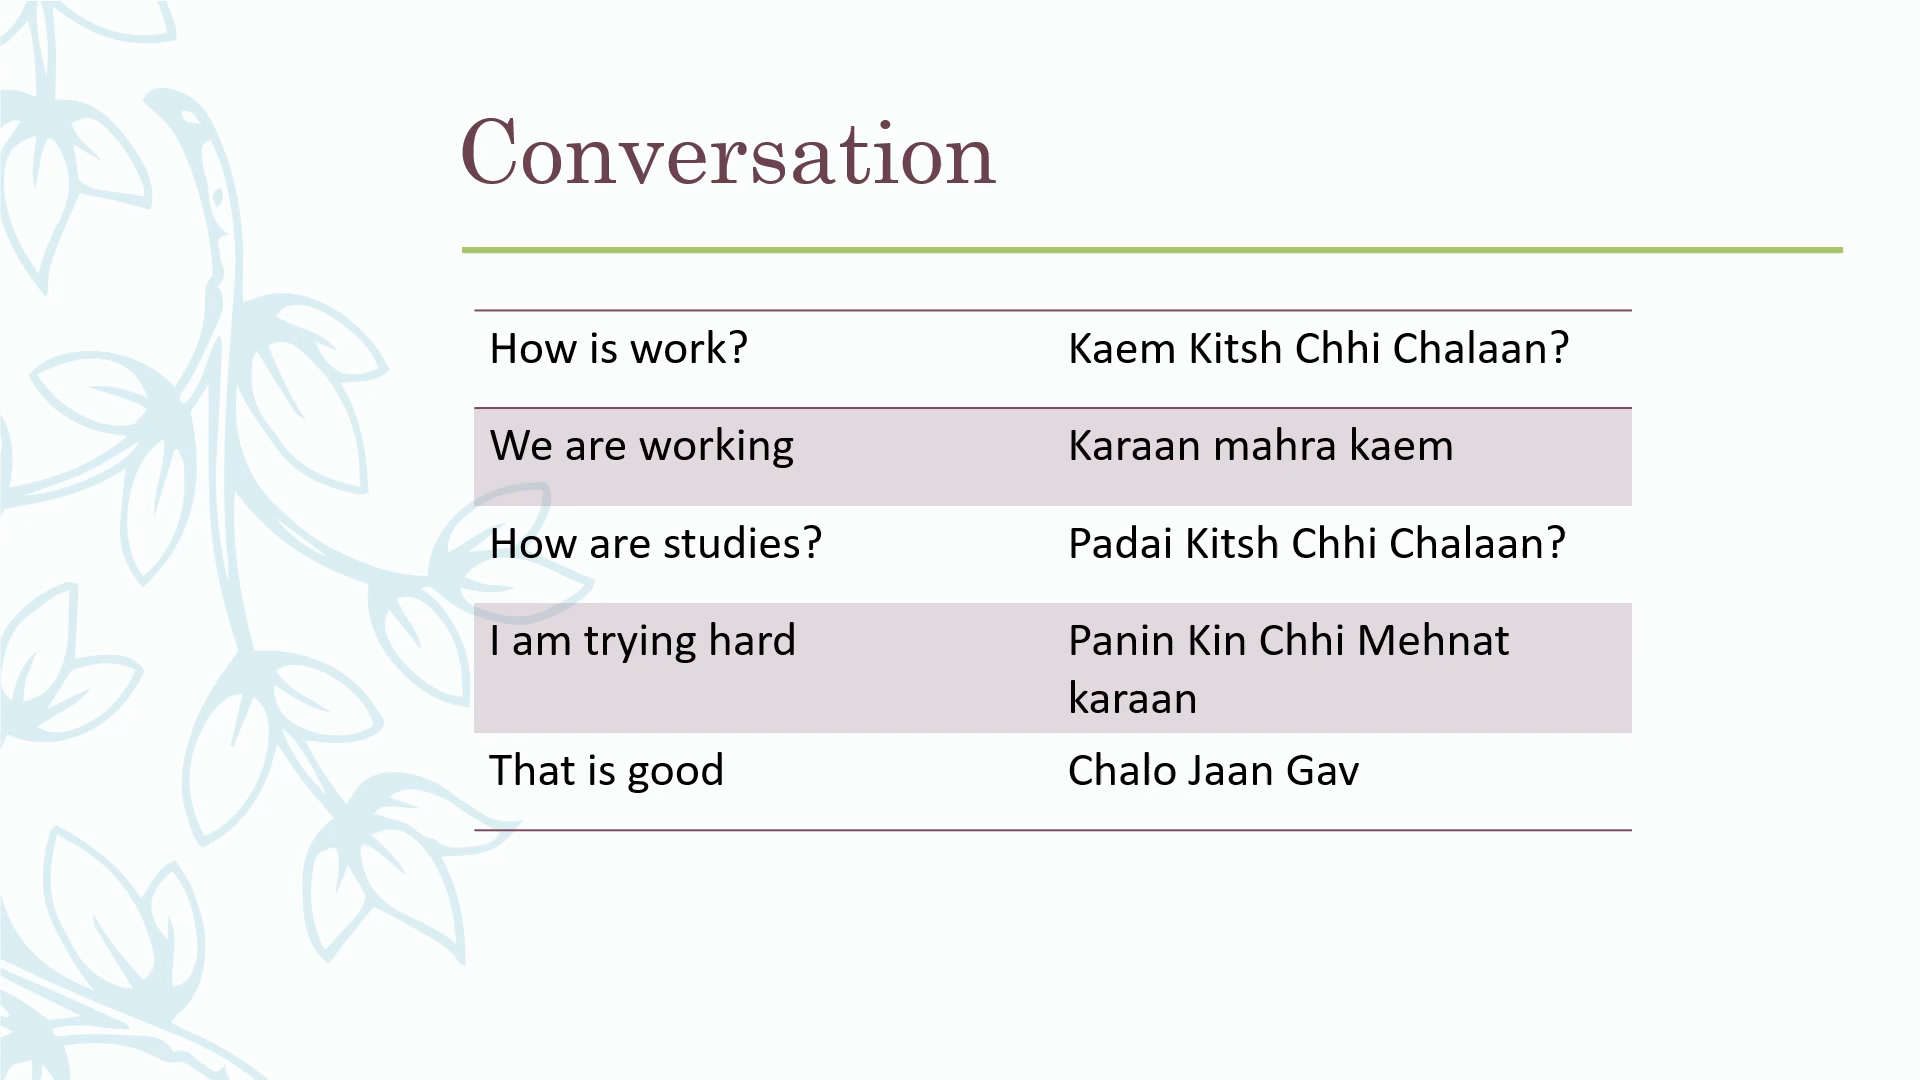 Conversation
How is work? Kaem Kitsh Chhi Chalaan?
We are working Karaan mahra kaem
How are studies? Padai Kitsh Chhi Chalaan?
I am trying hard Panin Kin Chhi Mehnat
karaan
That is good Chalo Jaan Gav